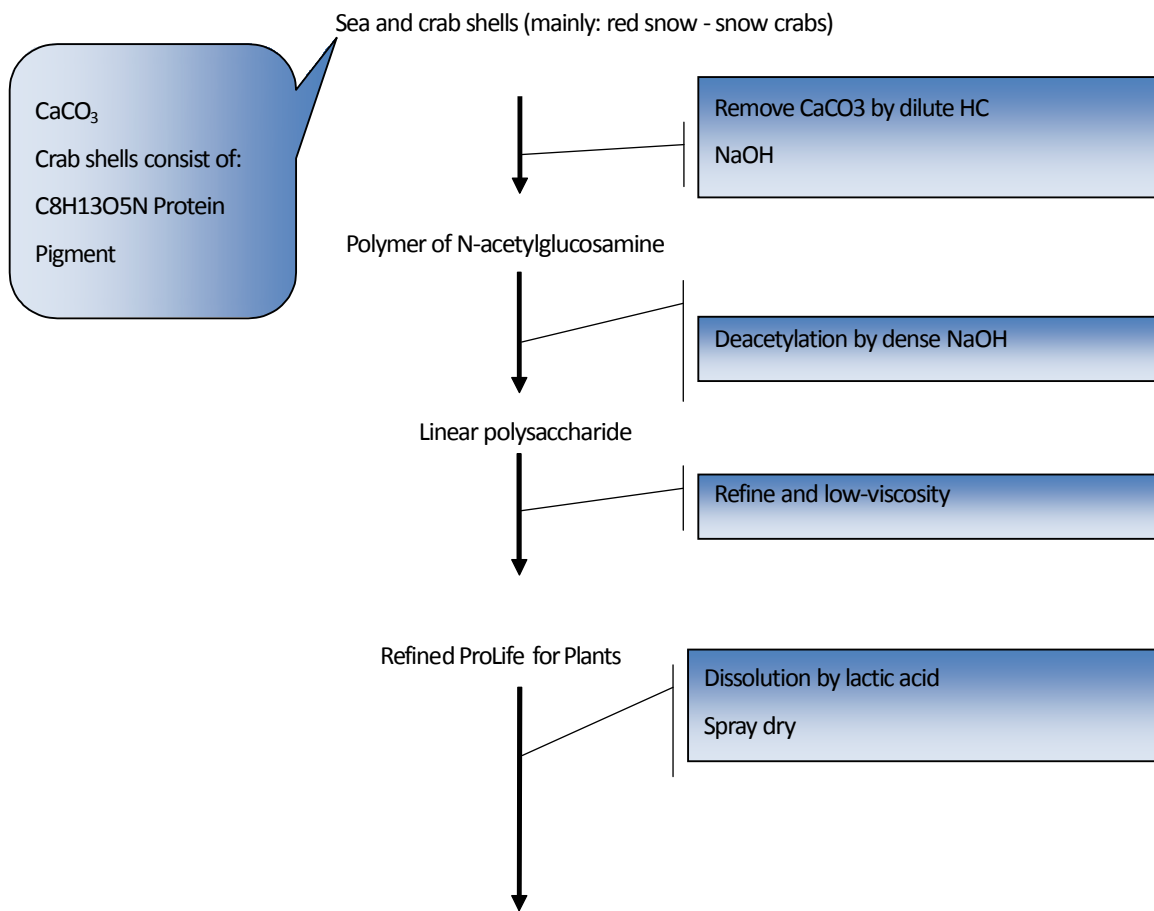 Sea and crab shells (mainly: red snow - snow crabs)
CaCO₃
Crab shells consist of:
C8H13O5N Protein
Pigment
Remove CaCO3 by dilute HC
NaOH
Polymer of N-acetylglucosamine
Deacetylation by dense NaOH
Linear polysaccharide
Refine and low-viscosity
Refined ProLife for Plants
Dissolution by lactic acid
Spray dry